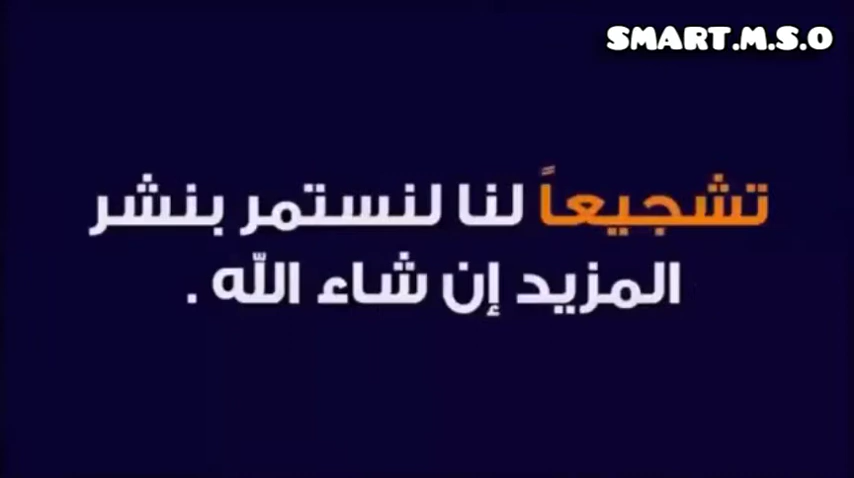 SMART.M.S.O
تشجيعاً لنا لنستمر بنشر
المزيد إن شاء الله .